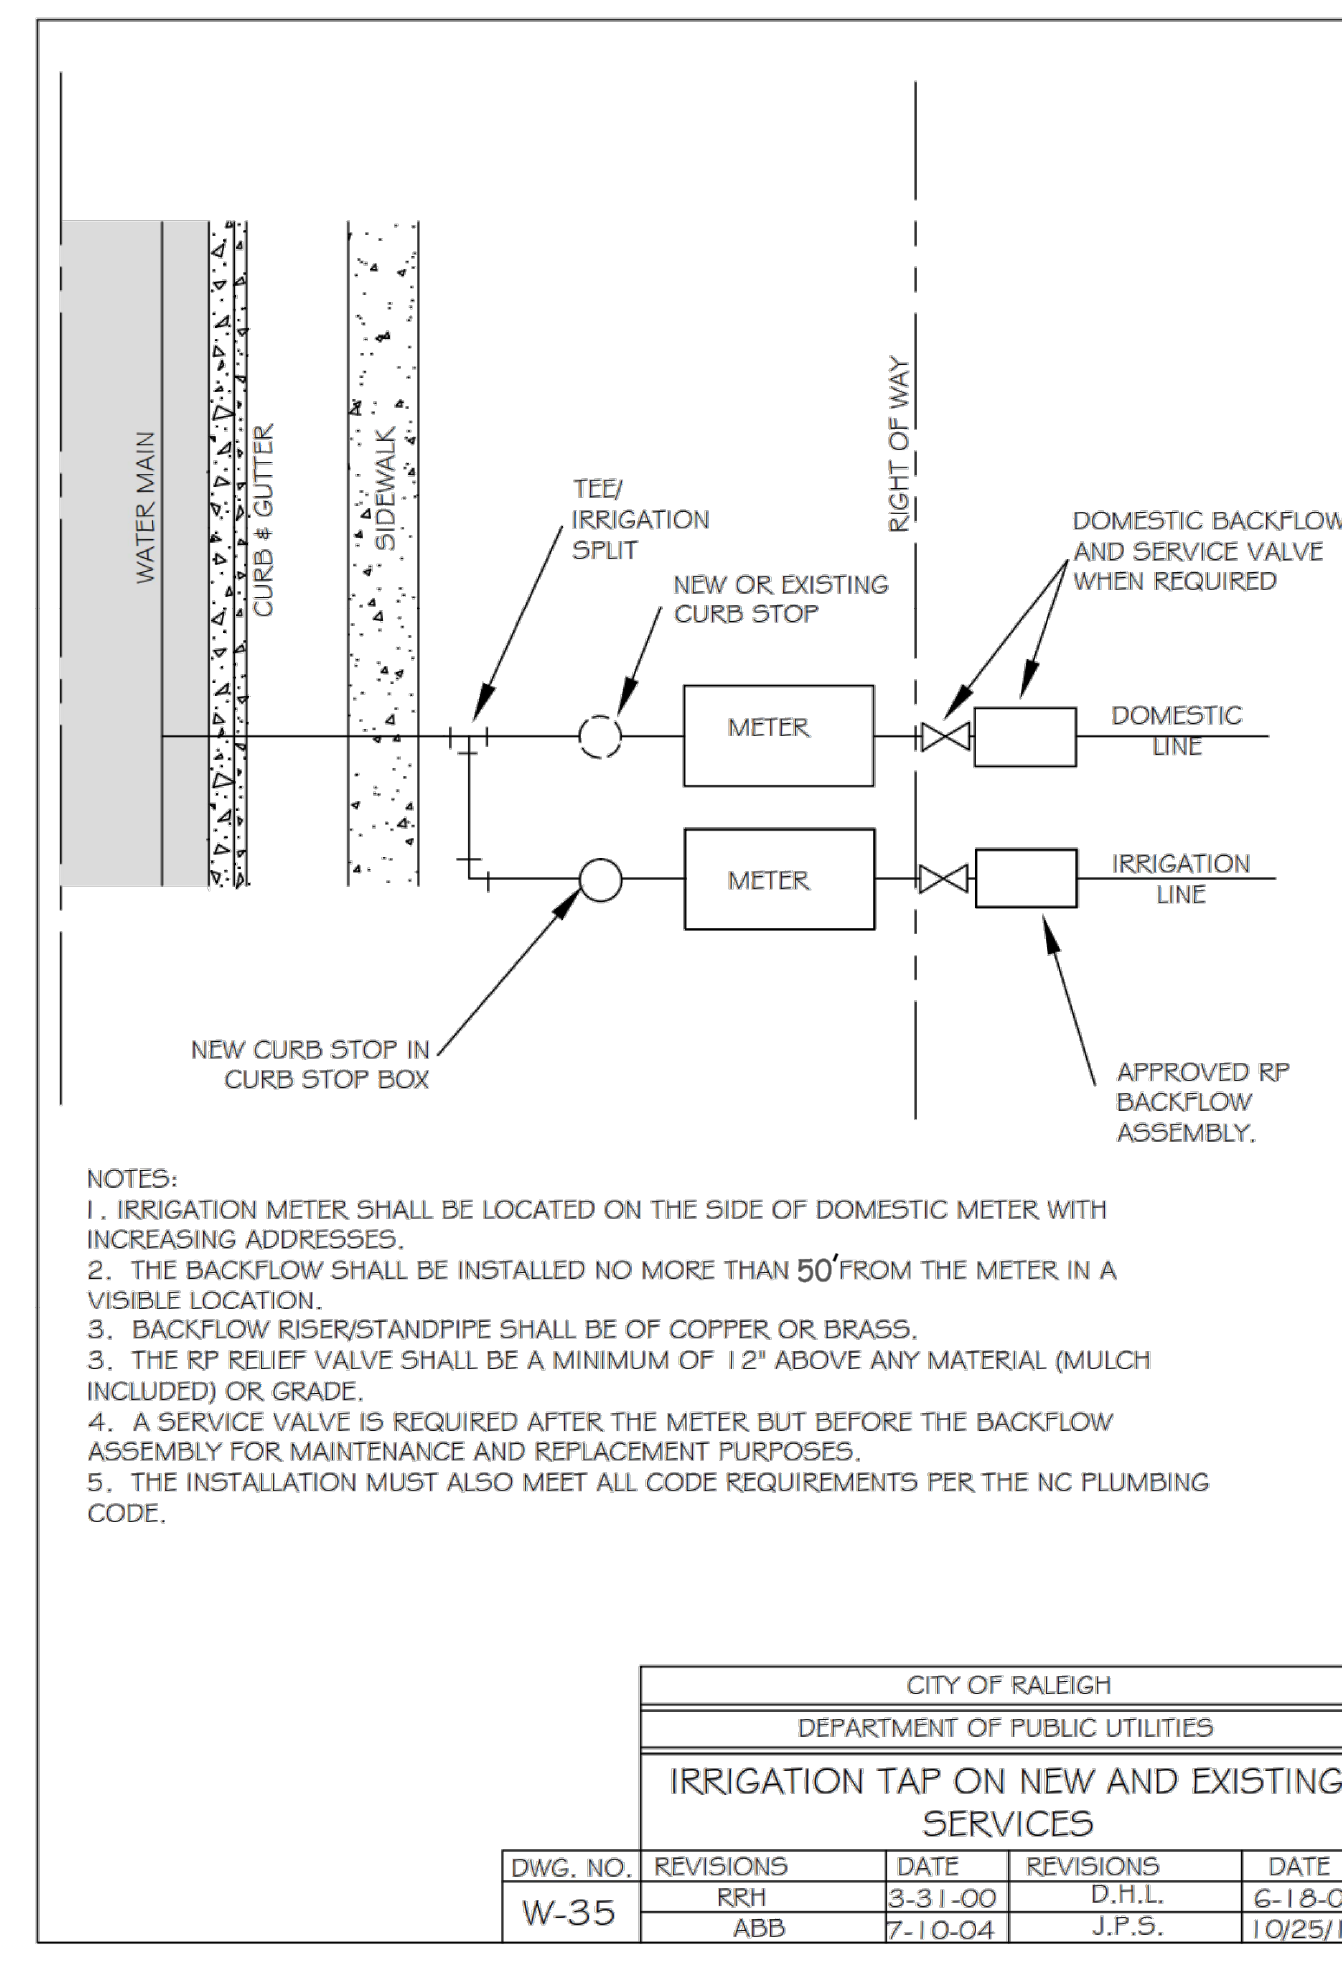 WATER MAIN
CURB & GUTTER
SIDEWALK
TEE/
IRRIGATION
SPLIT
NEW OR EXISTING
CURB STOP
RIGHT OF WAY
DOMESTIC BACKFLOW
AND SERVICE VALVE
WHEN REQUIRED
METER
DOMESTIC
LINE
METER
IRRIGATION
LINE
NEW CURB STOP IN
CURB STOP BOX
APPROVED RP
BACKFLOW
ASSEMBLY.
NOTES:
1. IRRIGATION METER SHALL BE LOCATED ON THE SIDE OF DOMESTIC METER WITH
INCREASING ADDRESSES.
2. THE BACKFLOW SHALL BE INSTALLED NO MORE THAN 50' FROM THE METER IN A
VISIBLE LOCATION.
3. BACKFLOW RISER/STANDPIPE SHALL BE OF COPPER OR BRASS.
3. THE RP RELIEF VALVE SHALL BE A MINIMUM OF 12" ABOVE ANY MATERIAL (MULCH
INCLUDED) OR GRADE.
4. A SERVICE VALVE IS REQUIRED AFTER THE METER BUT BEFORE THE BACKFLOW
ASSEMBLY FOR MAINTENANCE AND REPLACEMENT PURPOSES.
5. THE INSTALLATION MUST ALSO MEET ALL CODE REQUIREMENTS PER THE NC PLUMBING
CODE.
CITY OF RALEIGH
DEPARTMENT OF PUBLIC UTILITIES
IRRIGATION TAP ON NEW AND EXISTING
SERVICES
DWG. NO. REVISIONS DATE REVISIONS DATE
W-35
RRH 3-31-00 D.H.L.
ABB 7-10-04 J.P.S.